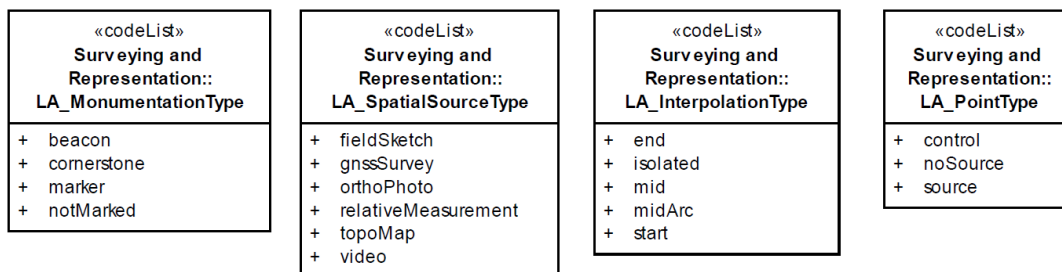 «codeList»
Surveying and
Representation::
LA_MonumentationType
+ beacon
+ cornerstone
+ marker
+ notMarked
«codeList»
Surveying and
Representation::
LA_SpatialSourceType
+ fieldSketch
+ gnssSurvey
+ orthoPhoto
+ relativeMeasurement
+ topoMap
+ video
«codeList»
Surveying and
Representation::
LA_InterpolationType
+ end
+ isolated
+ mid
+ midArc
+ start
«codeList»
Surveying and
Representation::
LA_PointType
+ control
+ noSource
+ source